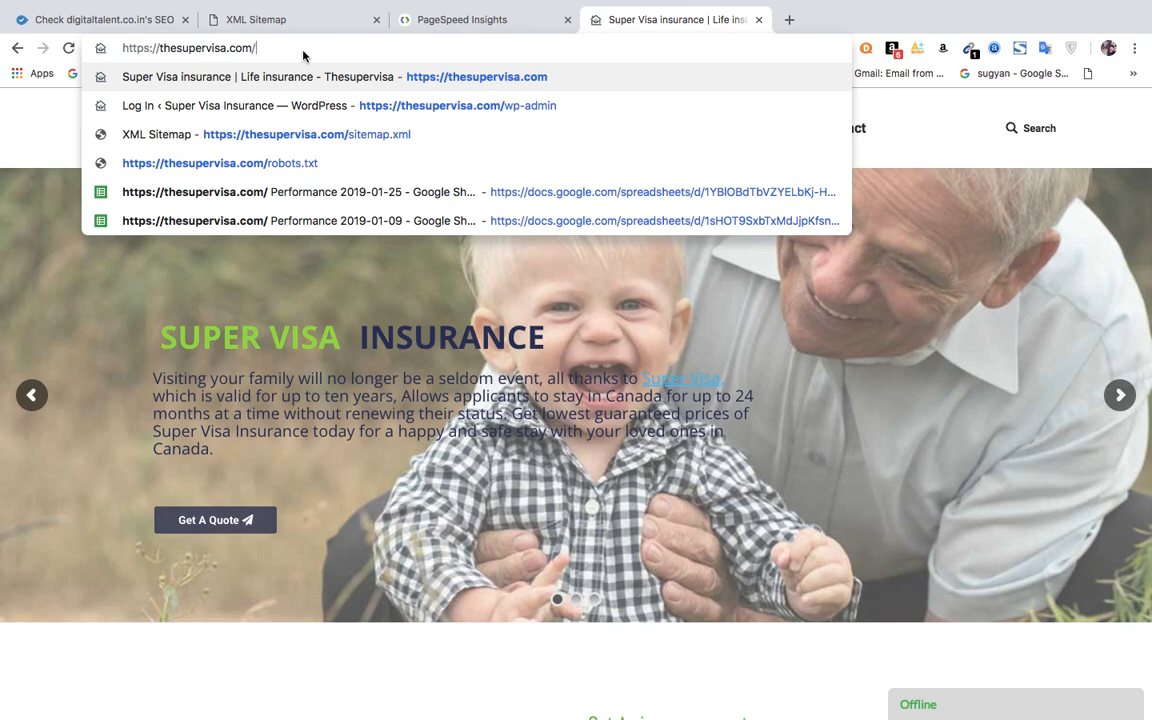 Check digitaltalent.co.in's SEO
XML Sitemap
PageSpeed Insights
Super Visa insurance | Life ins
https://thesupervisa.com/
5
1
Apps
Gmail: Email from ...
sugyan - Google S...
»
Super Visa insurance | Life insurance - Thesupervisa - https://thesupervisa.com
Log In ‹ Super Visa Insurance — WordPress - https://thesupervisa.com/wp-admin
XML Sitemap - https://thesupervisa.com/sitemap.xml
https://thesupervisa.com/robots.txt
https://thesupervisa.com/ Performance 2019-01-25 - Google Sh... - https://docs.google.com/spreadsheets/d/1YBIOBdTbVZYELbKj-H...
https://thesupervisa.com/ Performance 2019-01-09 - Google Sh... - https://docs.google.com/spreadsheets/d/1sHOT9SxbTxMdJjpKfsn...
Search
SUPER VISA INSURANCE
Visiting your family will no longer be a seldom event, all thanks to Super Visa,
which is valid for up to ten years, Allows applicants to stay in Canada for up to 24
months at a time without renewing their status. Get lowest guaranteed prices of
Super Visa Insurance today for a happy and safe stay with your loved ones in
Canada.
Get A Quote
Offline